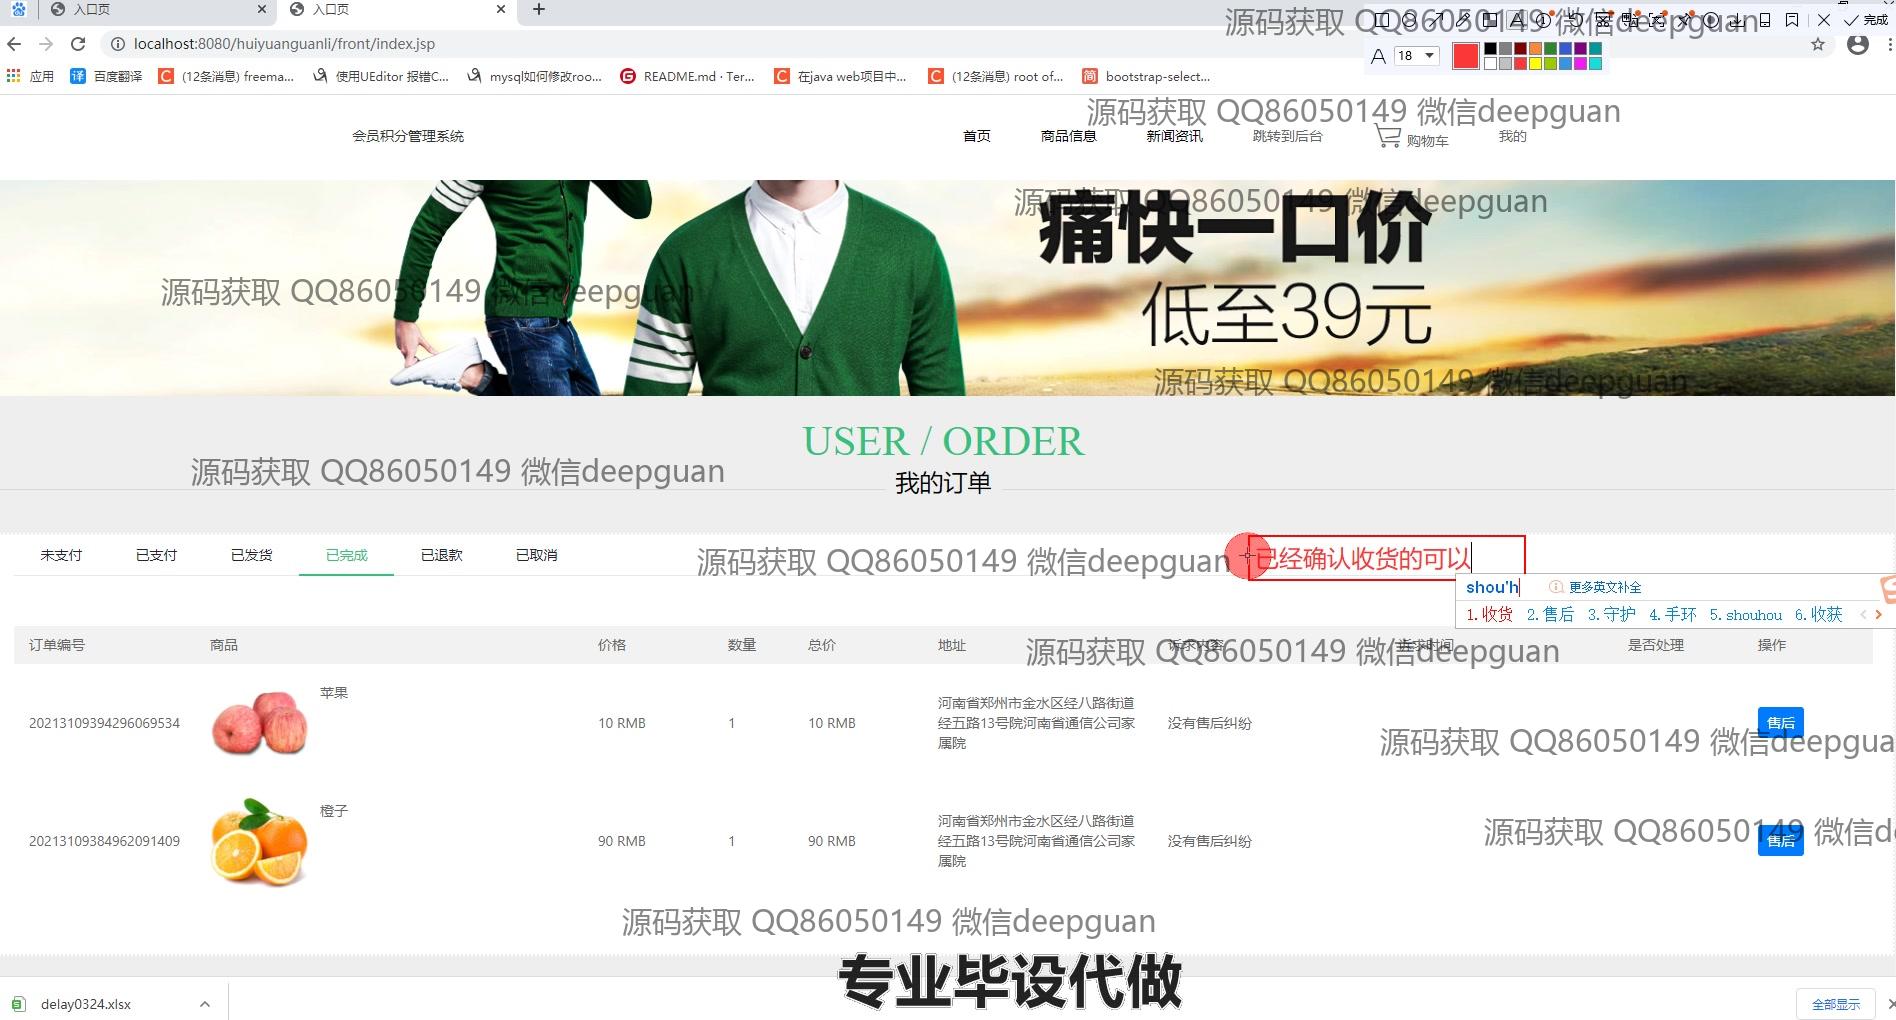 入口页
入口页
源码获取 QQ86050149 微信deepguan
完成
localhost:8080/huiyuanguanli/front/index.jsp
A 18
应用 百度翻译 (12条消息) freema... 使用UEditor 报错C... mysql如何修改roo... README.md · Ter... 在java web项目中... (12条消息) root of... bootstrap-select...
源码获取 QQ86050149 微信deepguan
会员积分管理系统 首页 商品信息 新闻资讯 跳转到后台 购物车 我的
源码获取 QQ86050149 微信deepguan
痛快一口价
源码获取 QQ86050149 微信deepguan
低至39元
源码获取 QQ86050149 微信deepguan
USER / ORDER
源码获取 QQ86050149 微信deepguan
我的订单
未支付 已支付 已发货 已完成 已退款 已取消
源码获取 QQ86050149 微信deepguan
已经确认收货的可以
shou'h 更多英文补全
1.收货 2.售后 3.守护 4.手环 5.shouhou 6.收获
订单编号 商品 价格 数量 总价 地址 诉求内容 诉求时间 是否处理 操作
源码获取 QQ86050149 微信deepguan
苹果
20213109394296069534 10 RMB 1 10 RMB
河南省郑州市金水区经八路街道
经五路13号院河南省通信公司家
属院
没有售后纠纷
售后
源码获取 QQ86050149 微信deepgua
橙子
20213109384962091409 90 RMB 1 90 RMB
河南省郑州市金水区经八路街道
经五路13号院河南省通信公司家
属院
没有售后纠纷
售后
源码获取 QQ86050149 微信de
源码获取 QQ86050149 微信deepguan
专业毕设代做
delay0324.xlsx
全部显示